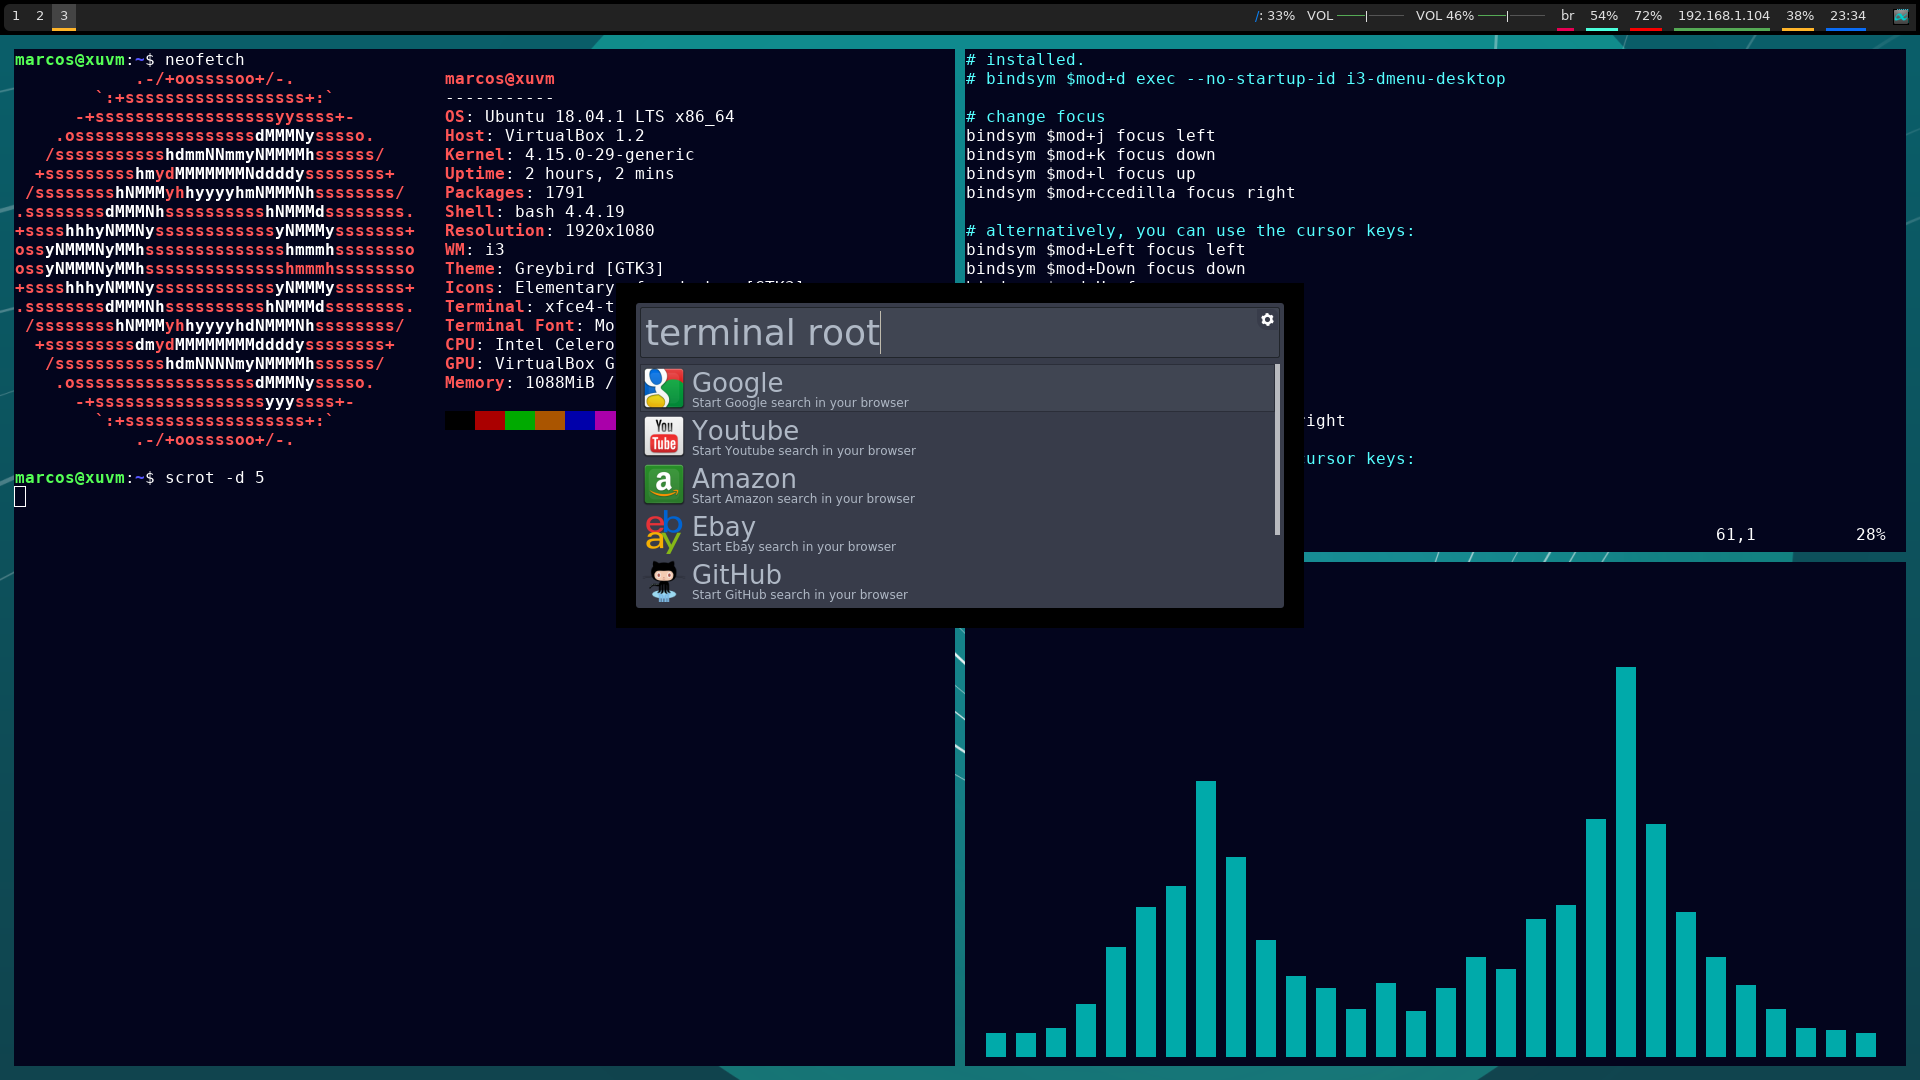 1 2 3
/: 33% VOL VOL 46% br 54% 72% 192.168.1.104 38% 23:34
marcos@xuvm:~$ neofetch
.-/+oossssoo+/-.
`:+ssssssssssssssssss+:`
-+ssssssssssssssssssyyssss+-
.ossssssssssssssssssdMMMNysssso.
/ssssssssssshdmmNNmmyNMMMMhssssss/
+ssssssssshmydMMMMMMMNddddyssssssss+
/sssssssshNMMMyhhyyyyhmNMMMNhssssssss/
.ssssssssdMMMNhsssssssssshNMMMdssssssss.
+sssshhhyNMMNyssssssssssssyNMMMysssssss+
ossyNMMMNyMMhsssssssssssssshmmmhssssssso
ossyNMMMNyMMhsssssssssssssshmmmhssssssso
+sssshhhyNMMNyssssssssssssyNMMMysssssss+
.ssssssssdMMMNhsssssssssshNMMMdssssssss.
/sssssssshNMMMyhhyyyyhdNMMMNhssssssss/
+sssssssssdmydMMMMMMMMddddyssssssss+
/ssssssssssshdmNNNNmyNMMMMhssssss/
.ossssssssssssssssssdMMMNysssso.
-+sssssssssssssssssyyyssss+-
`:+ssssssssssssssssss+:`
.-/+oossssoo+/-.
marcos@xuvm
-----------
OS: Ubuntu 18.04.1 LTS x86_64
Host: VirtualBox 1.2
Kernel: 4.15.0-29-generic
Uptime: 2 hours, 2 mins
Packages: 1791
Shell: bash 4.4.19
Resolution: 1920x1080
WM: i3
Theme: Greybird [GTK3]
Icons: Elementary
Terminal: xfce4-t
Terminal Font: Mo
CPU: Intel Celero
GPU: VirtualBox G
Memory: 1088MiB /
marcos@xuvm:~$ scrot -d 5
# installed.
# bindsym $mod+d exec --no-startup-id i3-dmenu-desktop
# change focus
bindsym $mod+j focus left
bindsym $mod+k focus down
bindsym $mod+l focus up
bindsym $mod+ccedilla focus right
# alternatively, you can use the cursor keys:
bindsym $mod+Left focus left
bindsym $mod+Down focus down
ight
ursor keys:
61,1 28%
terminal root
Google
Start Google search in your browser
You
Tube
Youtube
Start Youtube search in your browser
a
Amazon
Start Amazon search in your browser
ebay
Ebay
Start Ebay search in your browser
GitHub
Start GitHub search in your browser